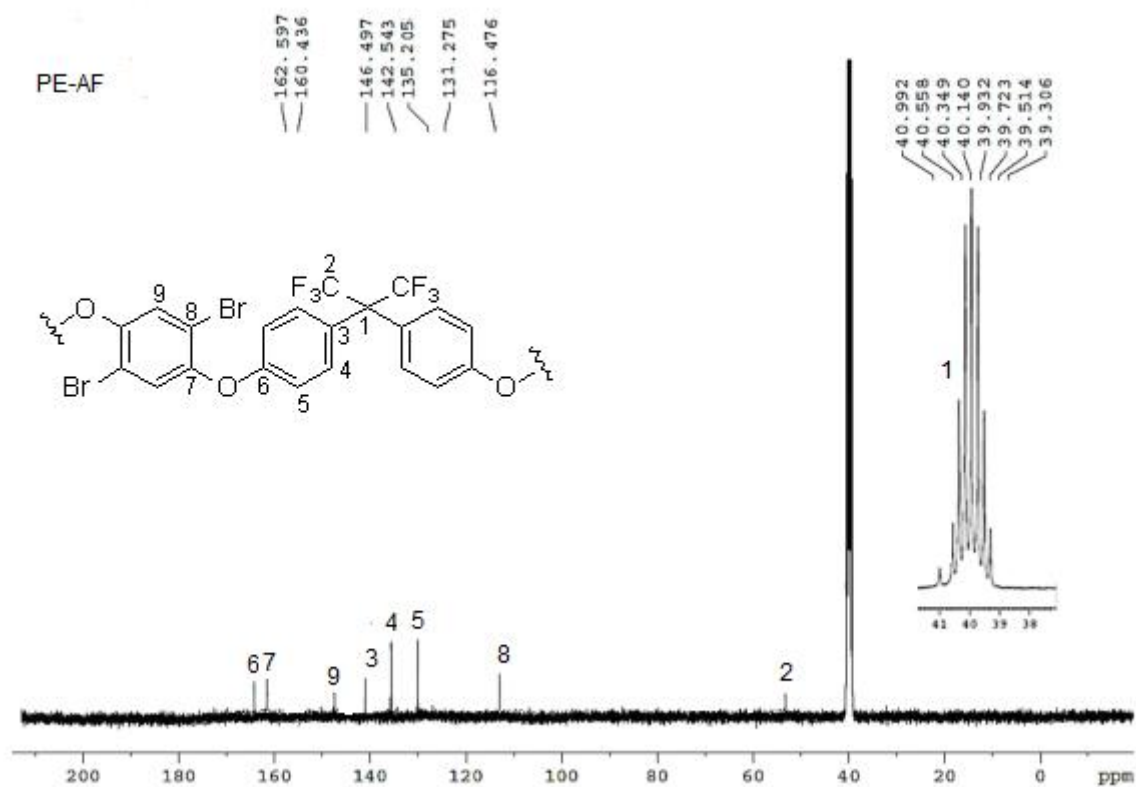 PE-AF
162.597
160.436
146.497
142.543
135.205
131.275
116.476
40.992
40.558
40.349
40.140
39.932
39.723
39.514
39.306
2
F3C CF3
O 9 8 Br 3 1
4
Br 7 O 6 5 O
1
41 40 39 38
6 7 9 3 4 5 8 2
200 180 160 140 120 100 80 60 40 20 0 ppm